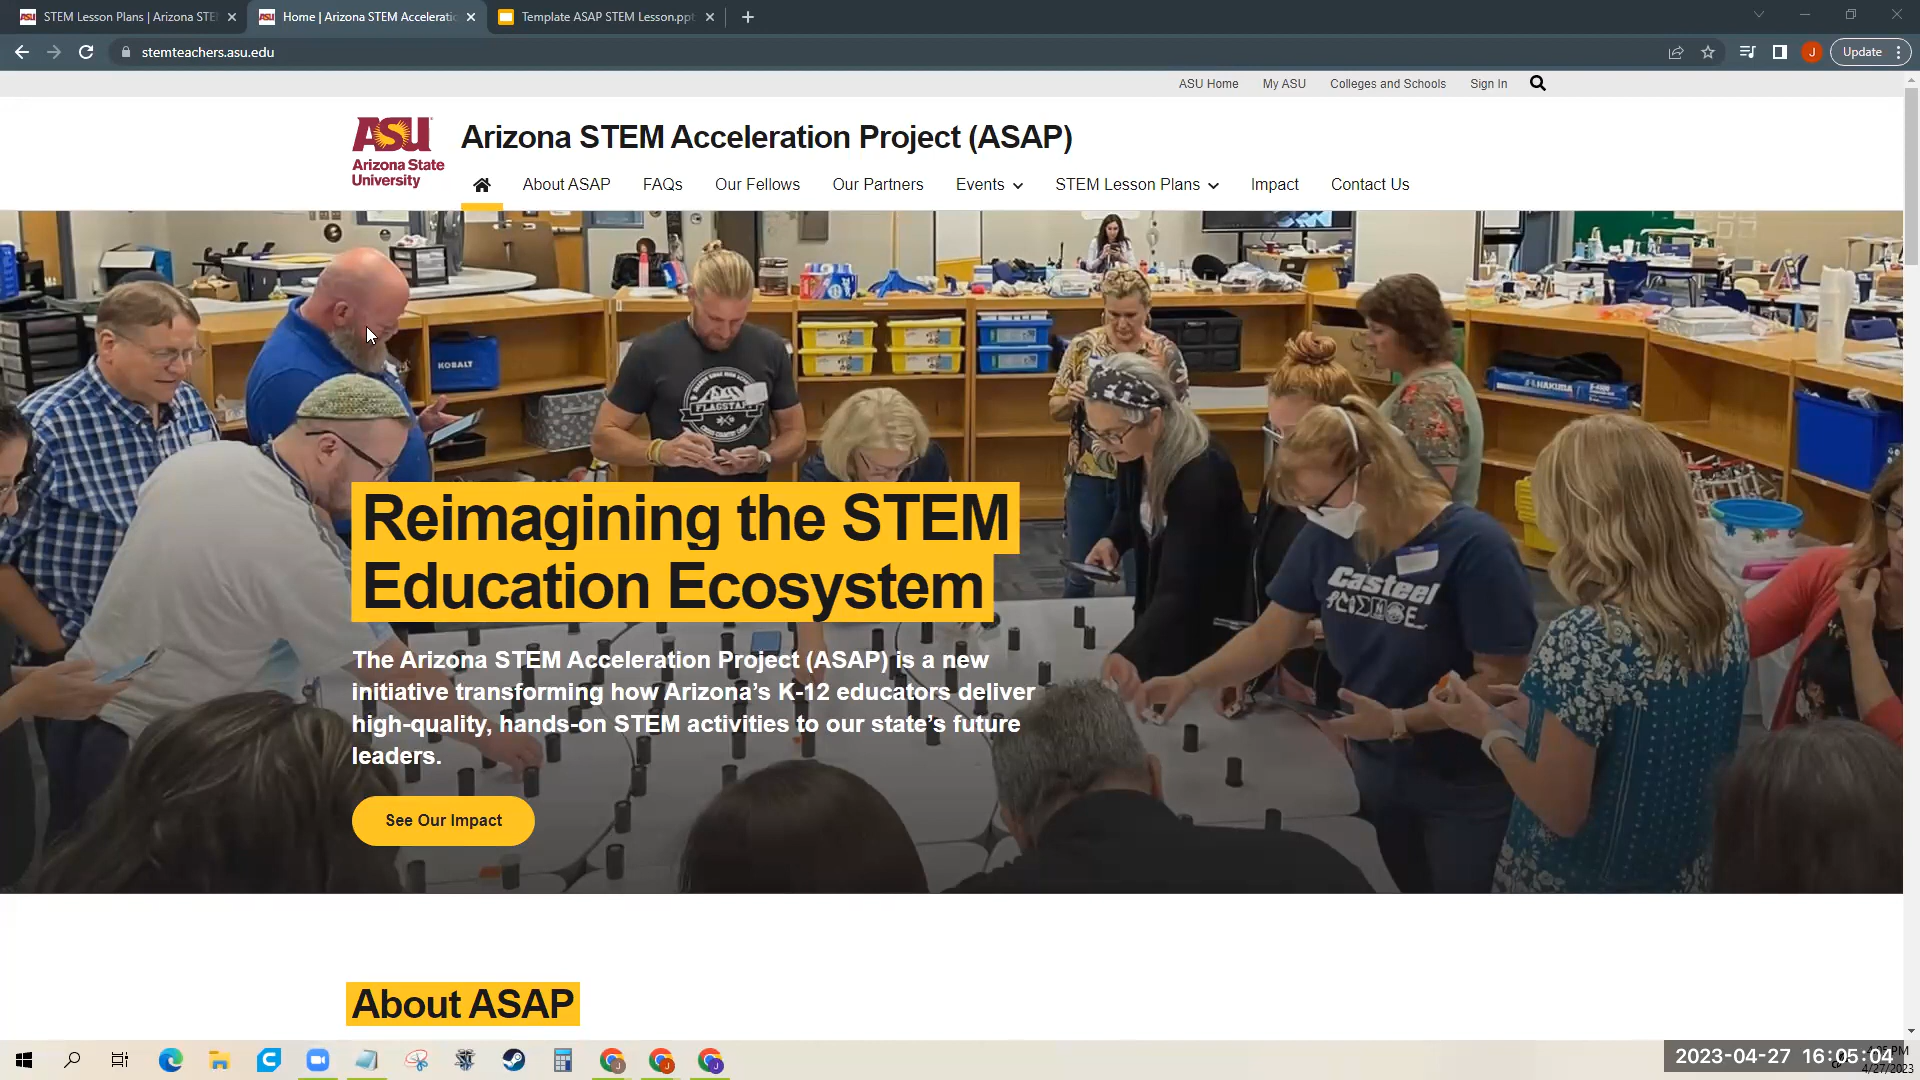 STEM Lesson Plans | Arizona STE
Home | Arizona STEM Acceleratio
Template ASAP STEM Lesson.ppt
stemteachers.asu.edu
J
Update
ASU Home
My ASU
Colleges and Schools
Sign In
ASU
Arizona State
University
Arizona STEM Acceleration Project (ASAP)
About ASAP
FAQs
Our Fellows
Our Partners
Events
STEM Lesson Plans
Impact
Contact Us
KOBALT
FLAGSTAFF
Casteel
Reimagining the STEM
Education Ecosystem
The Arizona STEM Acceleration Project (ASAP) is a new
initiative transforming how Arizona’s K-12 educators deliver
high-quality, hands-on STEM activities to our state’s future
leaders.
See Our Impact
About ASAP
2023-04-27 16:05:04
4/27/2023